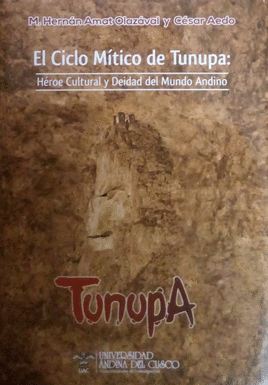 M. Hernán Amat Olazával y César Aedo
El Ciclo Mítico de Tunupa:
Héroe Cultural y Deidad del Mundo Andino
TUNUPA
UAC
UNIVERSIDAD
ANDINA DEL CUSCO